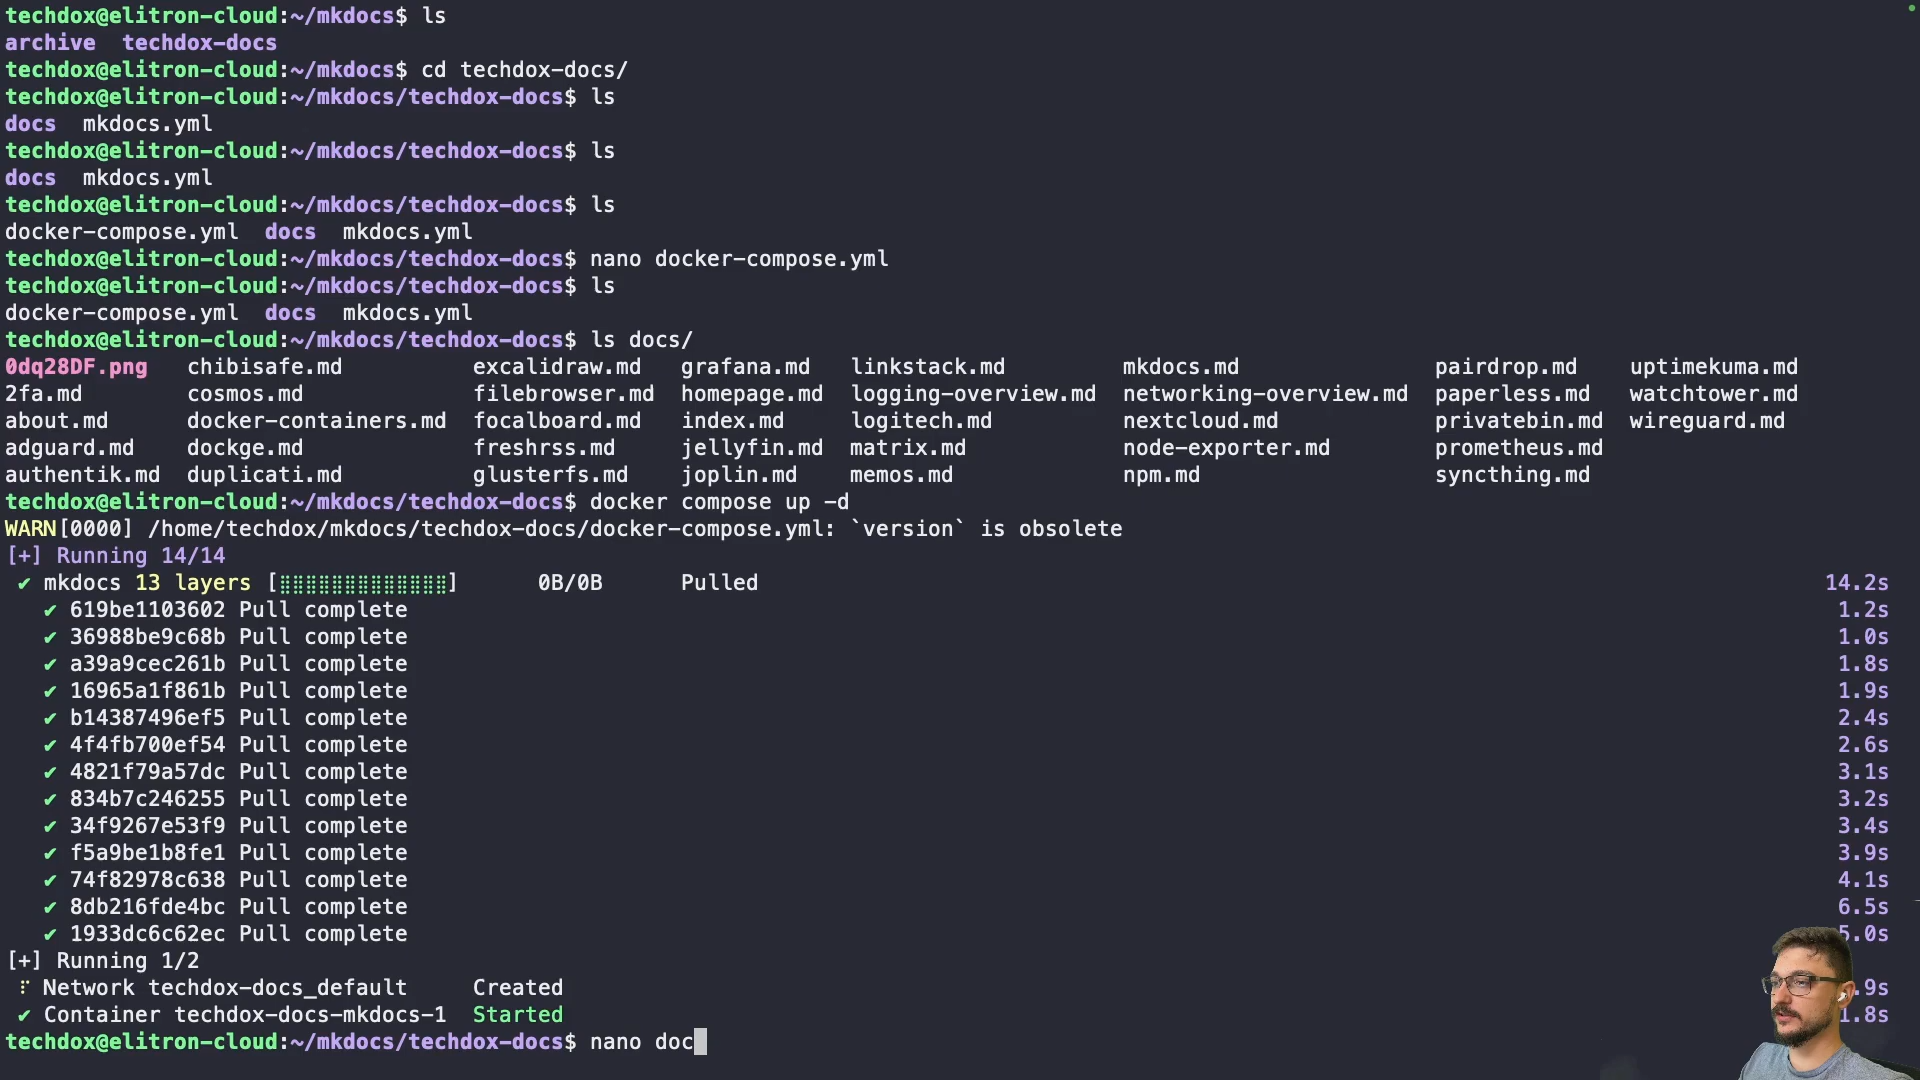 techdox@elitron-cloud:~/mkdocs$ ls
archive  techdox-docs
techdox@elitron-cloud:~/mkdocs$ cd techdox-docs/
techdox@elitron-cloud:~/mkdocs/techdox-docs$ ls
docs  mkdocs.yml
techdox@elitron-cloud:~/mkdocs/techdox-docs$ ls
docs  mkdocs.yml
techdox@elitron-cloud:~/mkdocs/techdox-docs$ ls
docker-compose.yml  docs  mkdocs.yml
techdox@elitron-cloud:~/mkdocs/techdox-docs$ nano docker-compose.yml
techdox@elitron-cloud:~/mkdocs/techdox-docs$ ls
docker-compose.yml  docs  mkdocs.yml
techdox@elitron-cloud:~/mkdocs/techdox-docs$ ls docs/
0dq28DF.png  chibisafe.md  excalidraw.md  grafana.md  linkstack.md  mkdocs.md  pairdrop.md  uptimekuma.md
2fa.md  cosmos.md  filebrowser.md  homepage.md  logging-overview.md  networking-overview.md  paperless.md  watchtower.md
about.md  docker-containers.md  focalboard.md  index.md  logitech.md  nextcloud.md  privatebin.md  wireguard.md
adguard.md  dockge.md  freshrss.md  jellyfin.md  matrix.md  node-exporter.md  prometheus.md
authentik.md  duplicati.md  glusterfs.md  joplin.md  memos.md  npm.md  syncthing.md
techdox@elitron-cloud:~/mkdocs/techdox-docs$ docker compose up -d
WARN[0000] /home/techdox/mkdocs/techdox-docs/docker-compose.yml: `version` is obsolete
[+] Running 14/14
✔ mkdocs 13 layers [⣿⣿⣿⣿⣿⣿⣿⣿⣿⣿⣿⣿⣿]  0B/0B  Pulled  14.2s
✔ 619be1103602 Pull complete  1.2s
✔ 36988be9c68b Pull complete  1.0s
✔ a39a9cec261b Pull complete  1.8s
✔ 16965a1f861b Pull complete  1.9s
✔ b14387496ef5 Pull complete  2.4s
✔ 4f4fb700ef54 Pull complete  2.6s
✔ 4821f79a57dc Pull complete  3.1s
✔ 834b7c246255 Pull complete  3.2s
✔ 34f9267e53f9 Pull complete  3.4s
✔ f5a9be1b8fe1 Pull complete  3.9s
✔ 74f82978c638 Pull complete  4.1s
✔ 8db216fde4bc Pull complete  6.5s
✔ 1933dc6c62ec Pull complete  5.0s
[+] Running 1/2
⠏ Network techdox-docs_default  Created  .9s
✔ Container techdox-docs-mkdocs-1  Started  1.8s
techdox@elitron-cloud:~/mkdocs/techdox-docs$ nano doc